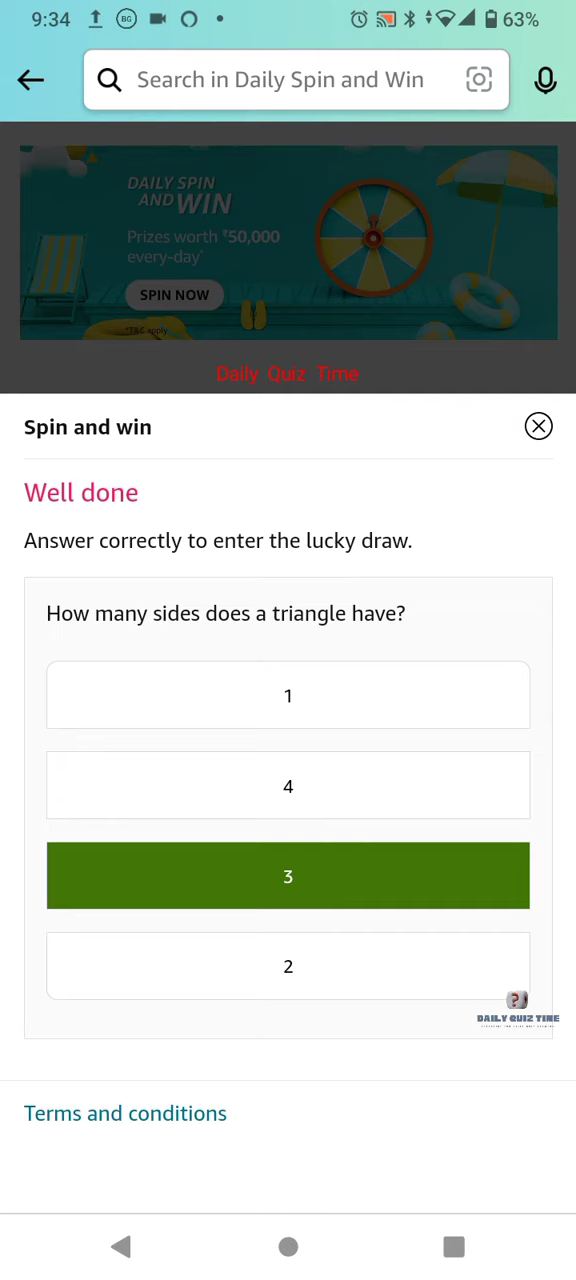 9:34
BG
63%
Search in Daily Spin and Win
DAILY SPIN
AND WIN
Prizes worth ₹50,000
every-day*
SPIN NOW
*T&C apply
Daily Quiz Time
Spin and win
Well done
Answer correctly to enter the lucky draw.
How many sides does a triangle have?
1
4
3
2
?
DAILY QUIZ TIME
Terms and conditions